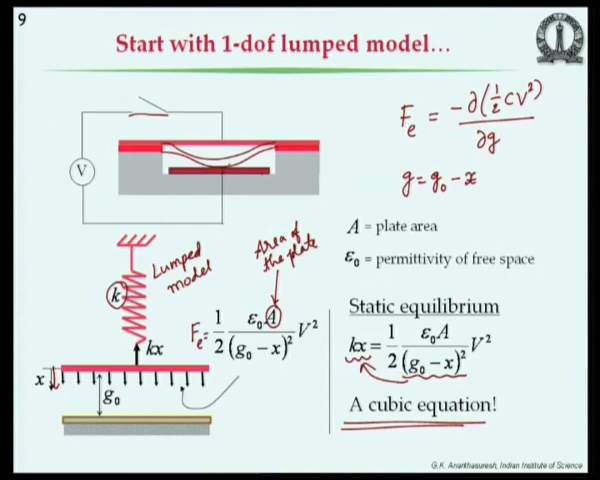 9
Start with 1-dof lumped model...
F_e = -∂(½CV²) / ∂g
g = g₀ - x
V
A = plate area
ε₀ = permittivity of free space
Area of
the plate
Lumped
model
k
F_e = 1/2 ε₀A/(g₀ - x)² V²
kx
x
g₀
Static equilibrium
kx = 1/2 ε₀A/(g₀ - x)² V²
A cubic equation!
G.K. Ananthasuresh, Indian Institute of Science